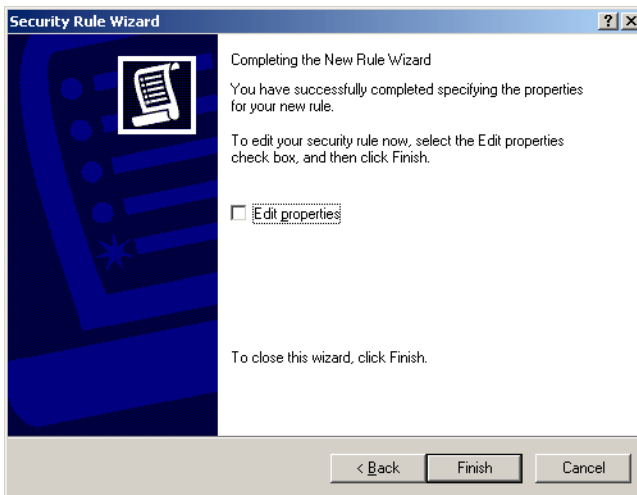 Security Rule Wizard
Completing the New Rule Wizard
You have successfully completed specifying the properties
for your new rule.
To edit your security rule now, select the Edit properties
check box, and then click Finish.
Edit properties
To close this wizard, click Finish.
< Back
Finish
Cancel